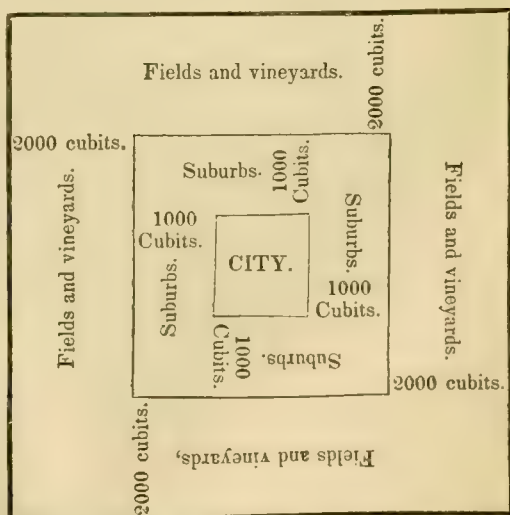 Fields and vineyards.
2000 cubits.
2000 cubits.
Fields and vineyards.
Suburbs.
1000
Cubits.
1000
Cubits.
Suburbs.
Fields and vineyards.
CITY.
Suburbs.
1000
Cubits.
1000
Cubits.
Suburbs.
2000 cubits.
2000 cubits.
Fields and vineyards,